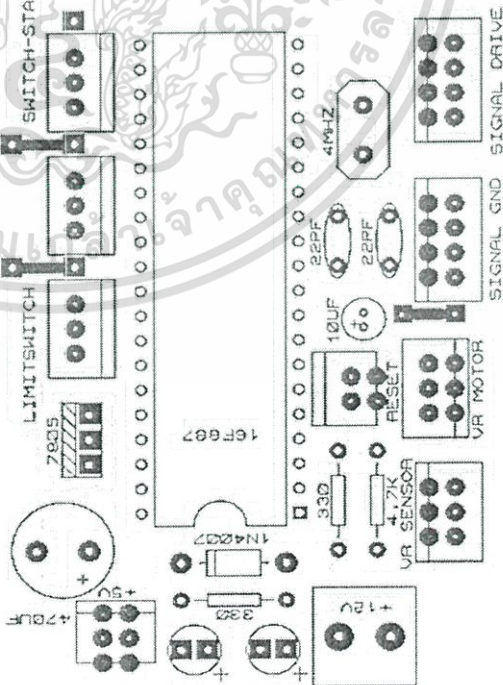 SWITCH-STA
LIMITSWITCH
7805
470UF
+
+5V
16F887
1N4007
330
+
+
+12V
4MHZ
22PF
22PF
10UF
+
RESET
330
4.7K
VR SENSOR
VR MOTOR
SIGNAL GND
SIGNAL DRIVE